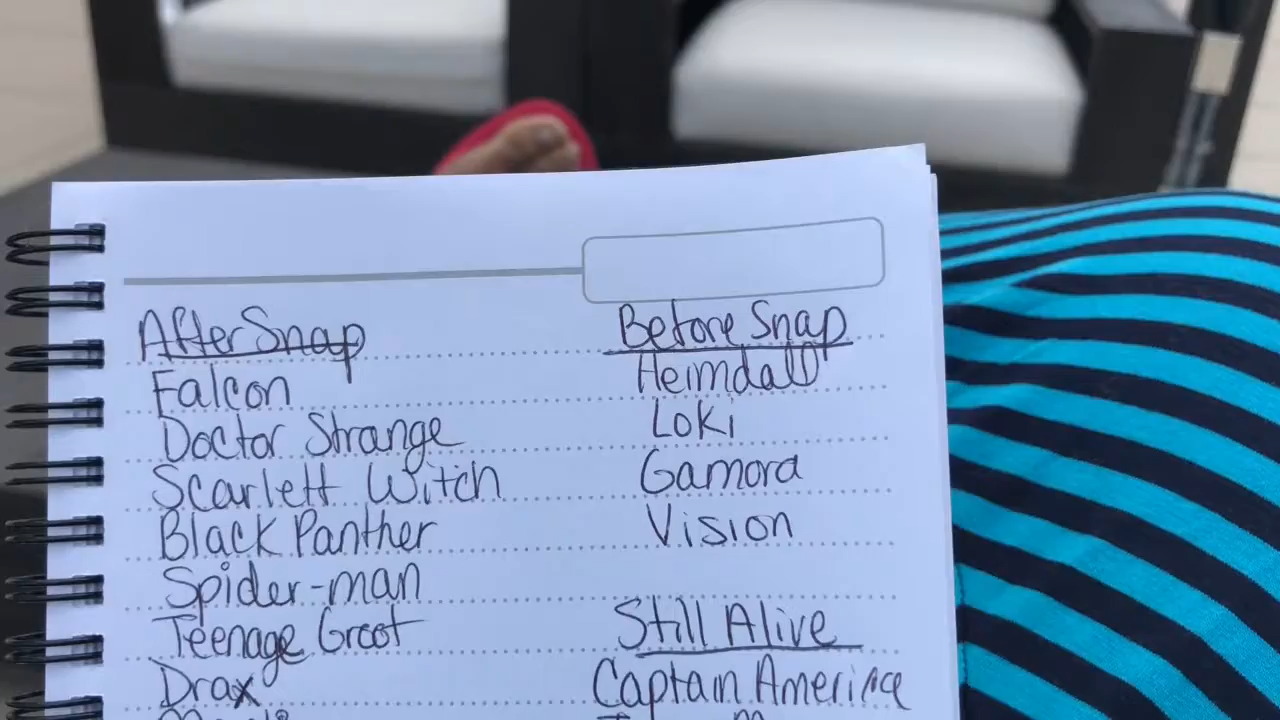 After Snap
Falcon
Doctor Strange
Scarlett Witch
Black Panther
Spider-man
Teenage Groot
Drax
Before Snap
Heimdall
Loki
Gamora
Vision
Still Alive
Captain America